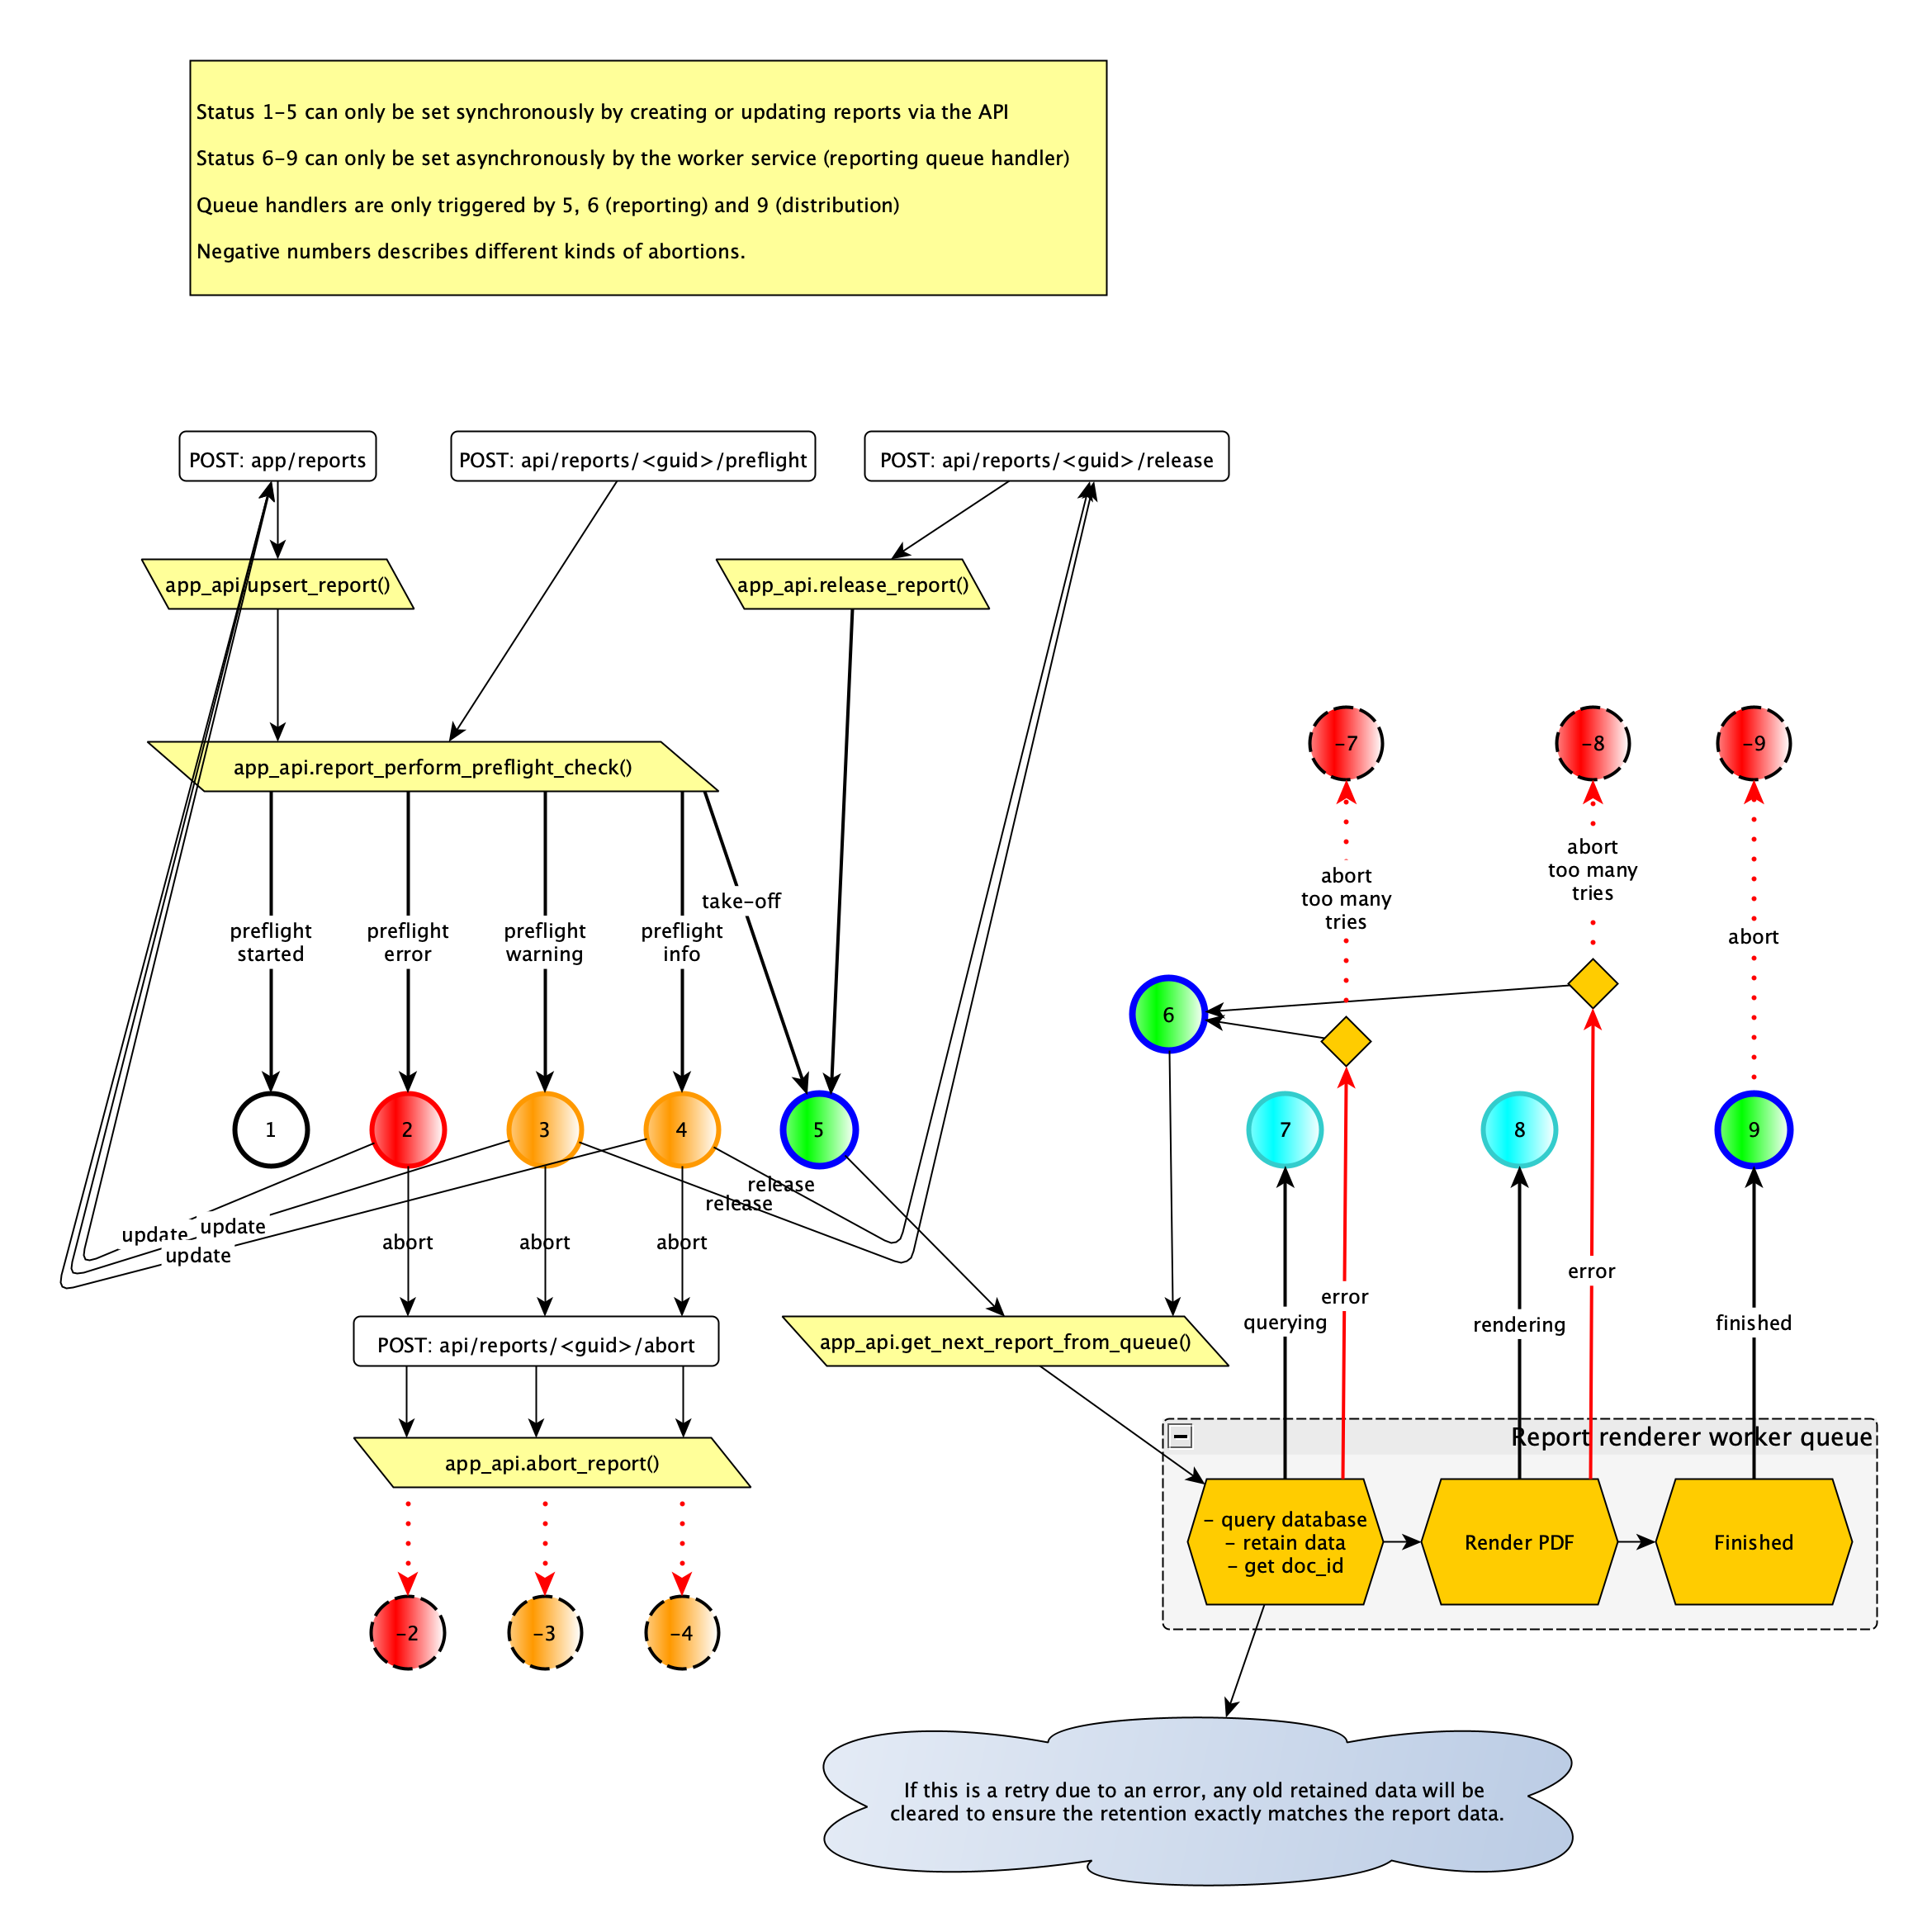 Status 1-5 can only be set synchronously by creating or updating reports via the API
Status 6-9 can only be set asynchronously by the worker service (reporting queue handler)
Queue handlers are only triggered by 5, 6 (reporting) and 9 (distribution)
Negative numbers describes different kinds of abortions.
POST: app/reports
POST: api/reports/<guid>/preflight
POST: api/reports/<guid>/release
app_api.upsert_report()
app_api.release_report()
app_api.report_perform_preflight_check()
-7
-8
-9
abort
too many
tries
abort
too many
tries
abort
take-off
preflight
started
preflight
error
preflight
warning
preflight
info
6
1
2
3
4
5
7
8
9
release
release
update
update
update
abort
abort
abort
error
error
querying
rendering
finished
POST: api/reports/<guid>/abort
app_api.get_next_report_from_queue()
app_api.abort_report()
Report renderer worker queue
- query database
- retain data
- get doc_id
Render PDF
Finished
-2
-3
-4
If this is a retry due to an error, any old retained data will be
cleared to ensure the retention exactly matches the report data.